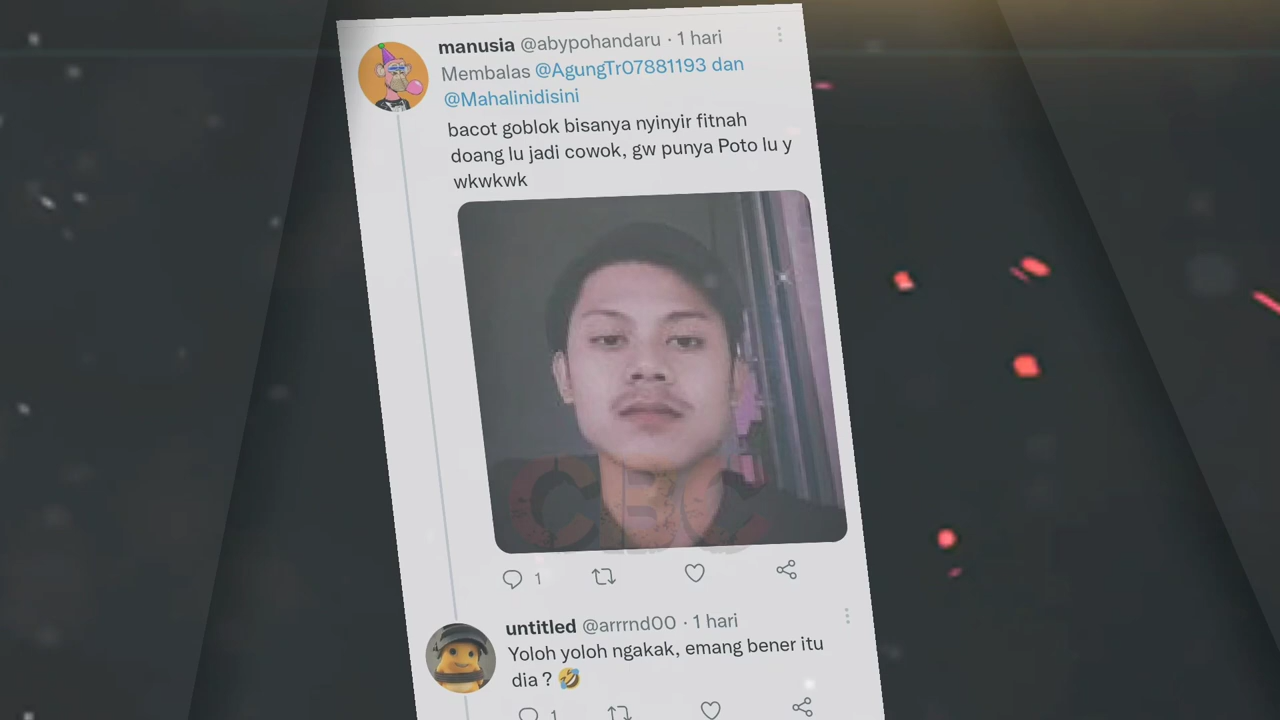 manusia @abypohandaru · 1 hari
Membalas @AgungTr07881193 dan
@Mahalinidisini
bacot goblok bisanya nyinyir fitnah
doang lu jadi cowok, gw punya Poto lu y
wkwkwk
CBC
1
untitled @arrrnd00 · 1 hari
Yoloh yoloh ngakak, emang bener itu
dia ? 🤣
1